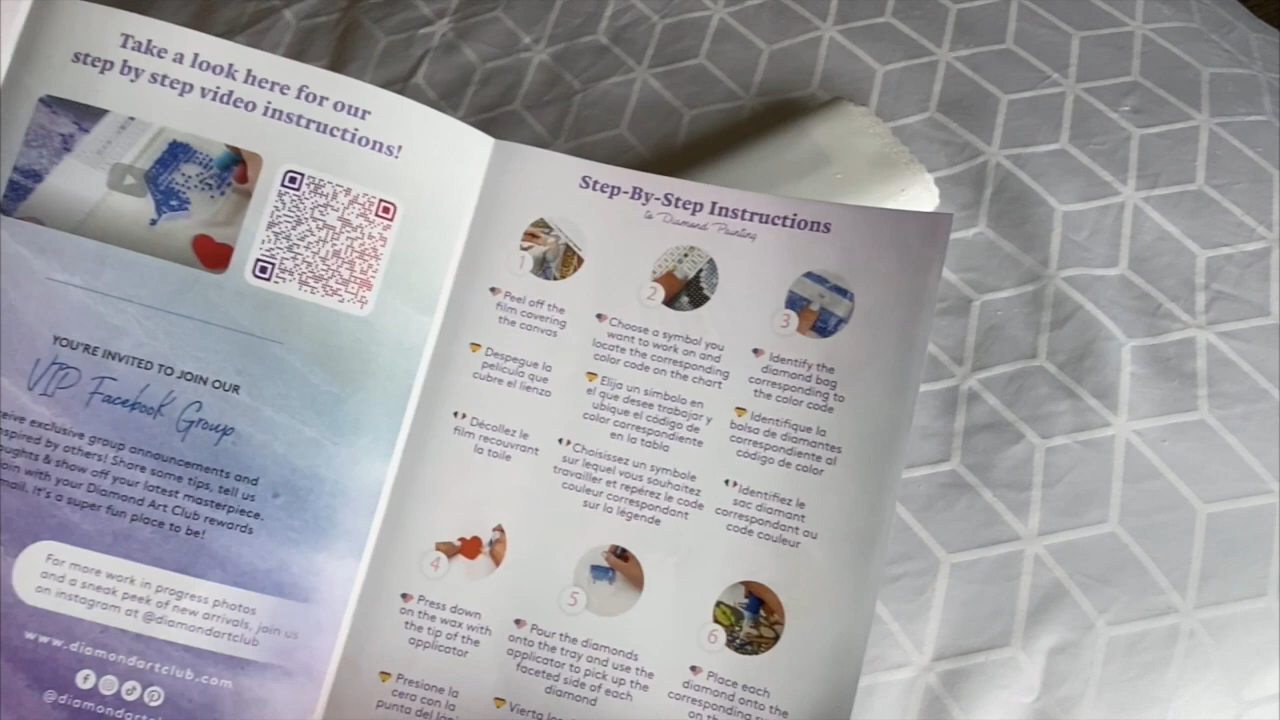 Take a look here for our
step by step video instructions!
YOU'RE INVITED TO JOIN OUR
VIP Facebook Group
exclusive group announcements and
by others! Share some tips, tell us
& show off your latest masterpiece.
with your Diamond Art Club rewards
It's a super fun place to be!
For more work in progress photos
and a sneak peek of new arrivals, join us
on instagram at @diamondartclub
www.diamondartclub.com
Step-By-Step Instructions
to Diamond Painting
1
Peel off the
film covering
the canvas
Despegue la
película que
cubre el lienzo
Décollez le
film recouvrant
la toile
2
Choose a symbol you
want to work on and
locate the corresponding
color code on the chart
Elija un símbolo en
el que desee trabajar y
ubique el código de
color correspondiente
en la tabla
Choisissez un symbole
sur lequel vous souhaitez
travailler et repérez le code
couleur correspondant
sur la légende
3
Identify the
diamond bag
corresponding to
the color code
Identifique la
bolsa de diamantes
correspondiente al
código de color
Identifiez le
sac diamant
correspondant au
code couleur
4
Press down
on the wax with
the tip of the
applicator
Presione la
cera con la
punta del
5
Pour the diamonds
onto the tray and use the
applicator to pick up the
faceted side of each
diamond
Vierta los
6
Place each
diamond onto the
corresponding
on the